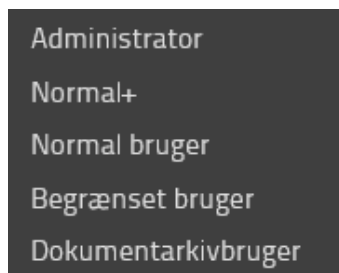 Administrator
Normal+
Normal bruger
Begrænset bruger
Dokumentarkivbruger